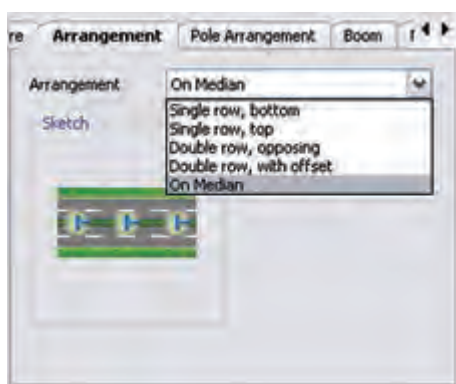 re Arrangement Pole Arrangement Boom
Arrangement On Median
Sketch
Single row, bottom
Single row, top
Double row, opposing
Double row, with offset
On Median